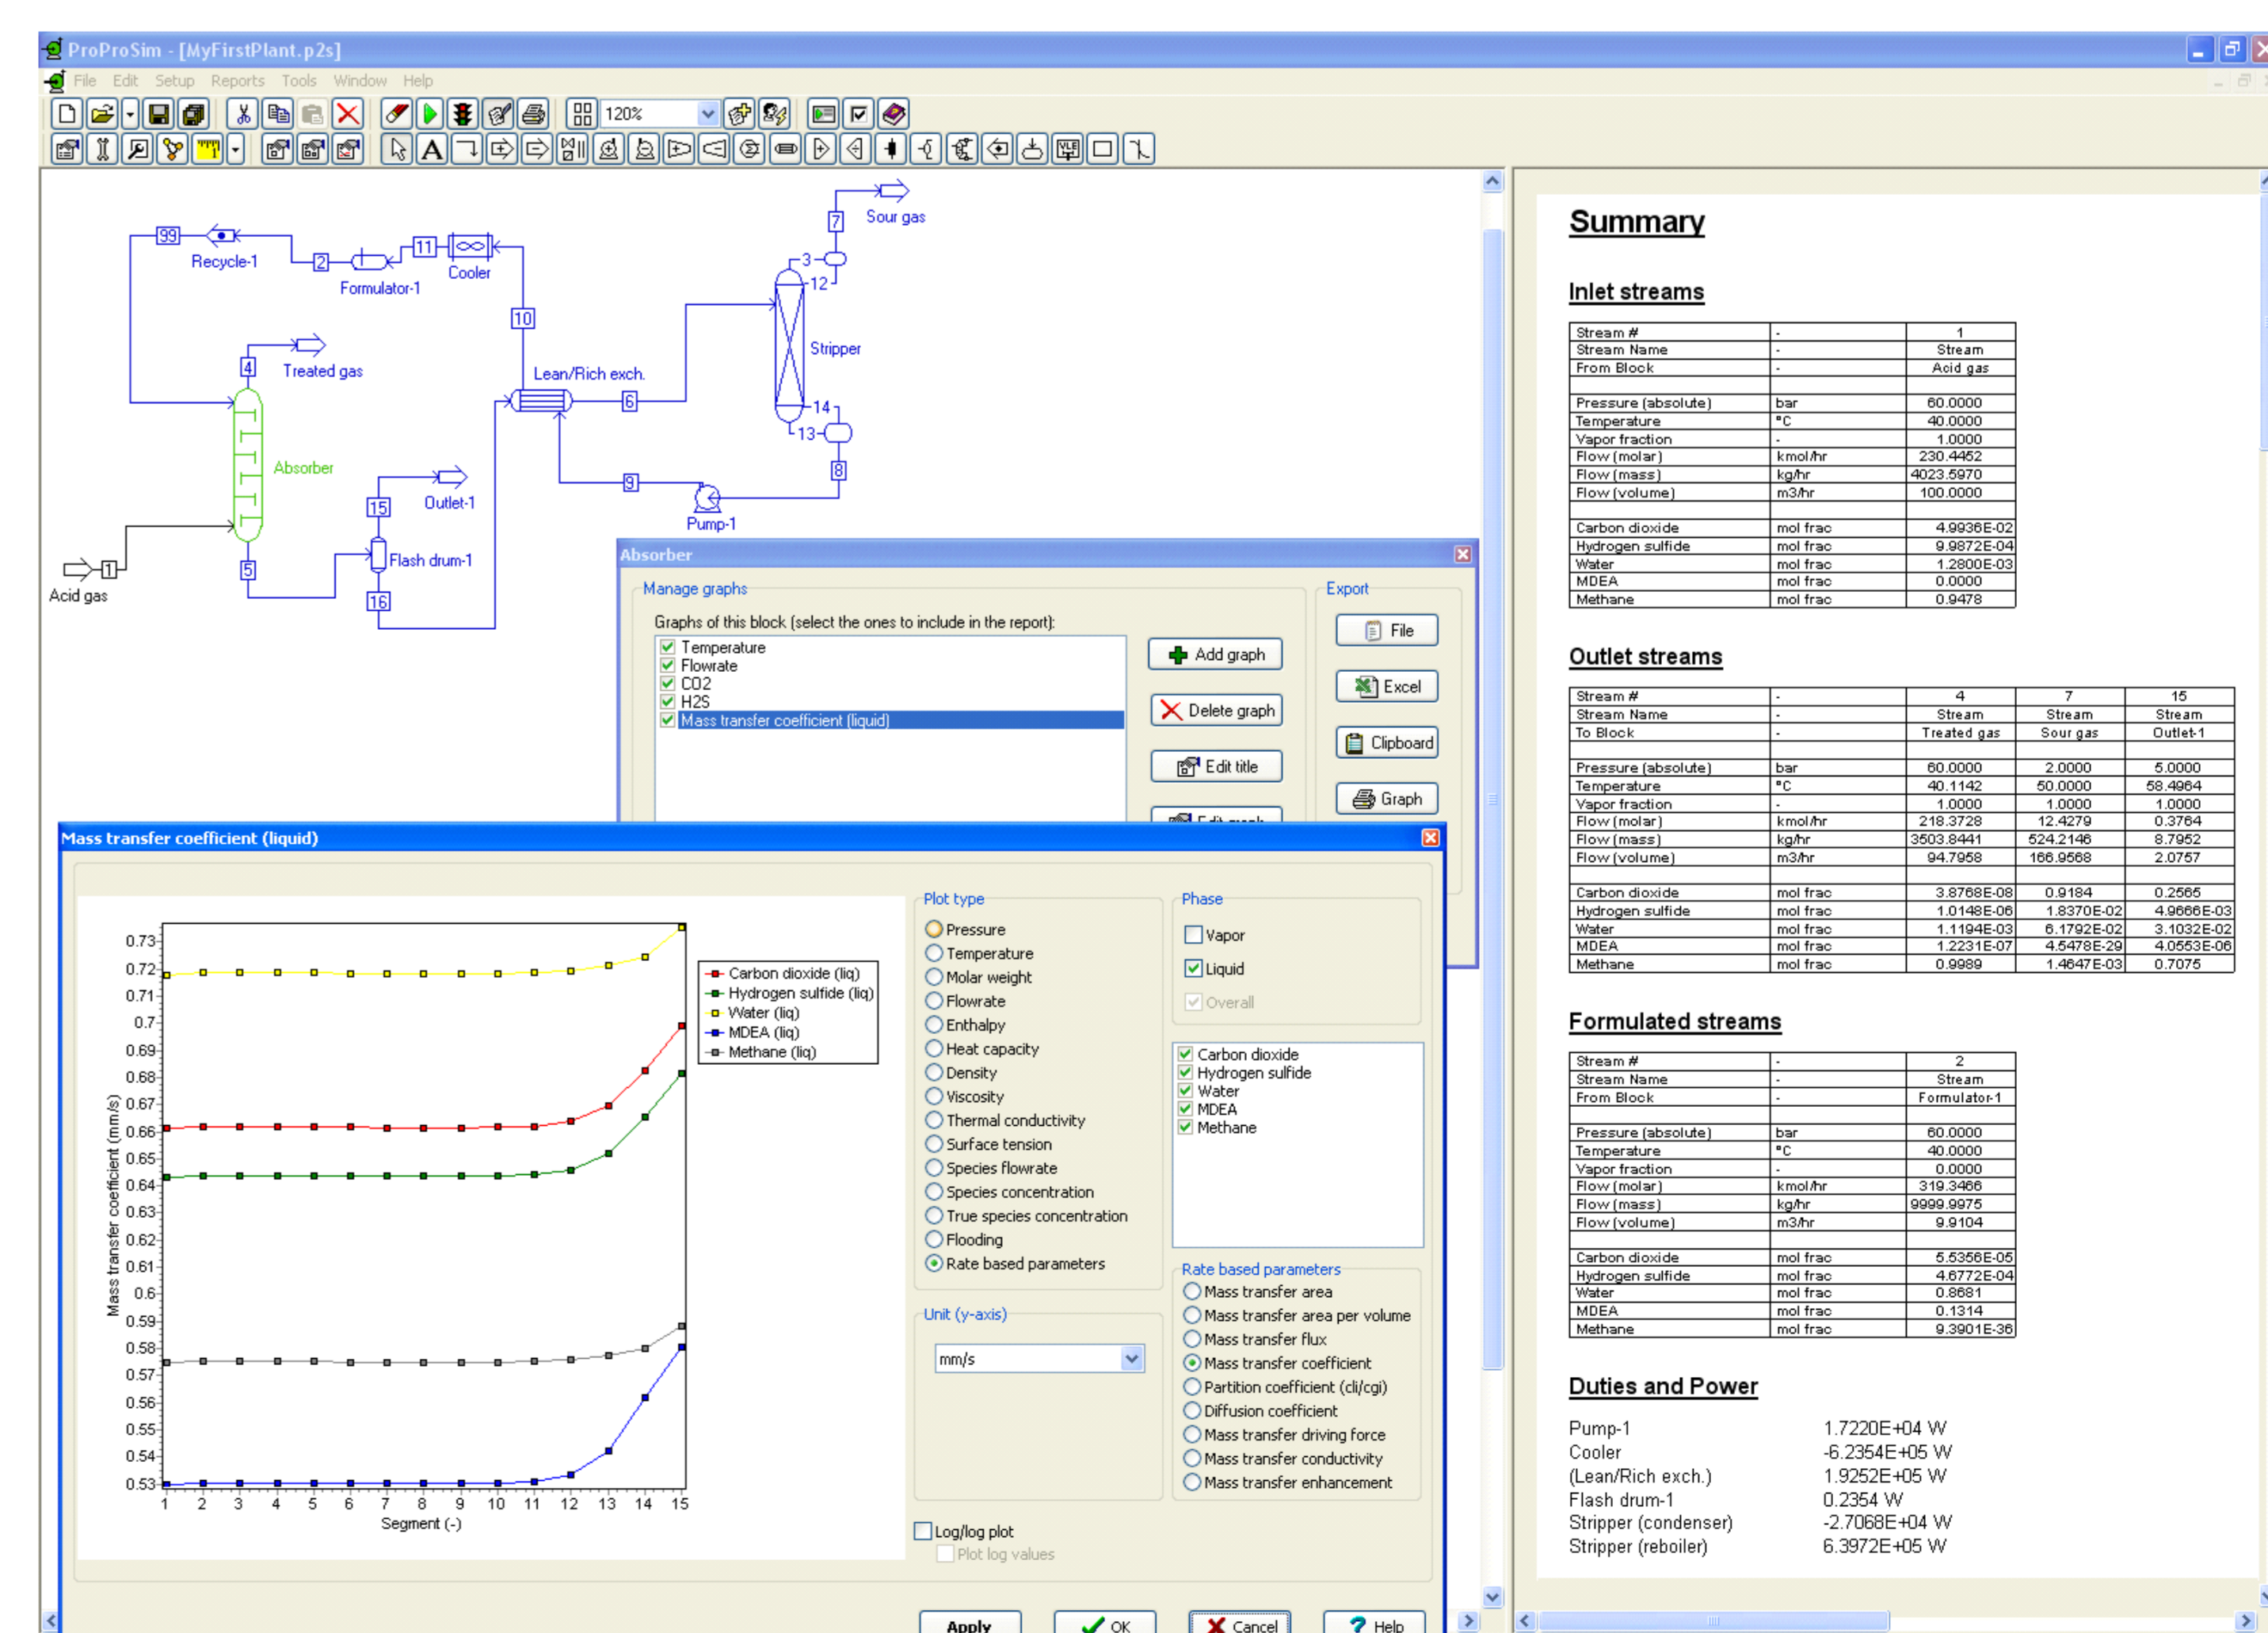 ProProSim - [MyFirstPlant.p2s]
File Edit Setup Reports Tools Window Help
120%
A
VLE
Sour gas
7
99
Recycle-1
2
Formulator-1
11
Cooler
3
12
10
Stripper
4
Treated gas
Lean/Rich exch.
6
14
13
Absorber
8
9
Pump-1
15
Outlet-1
Flash drum-1
1
Acid gas
5
16
Absorber
Manage graphs
Graphs of this block (select the ones to include in the report):
Temperature
Flowrate
CO2
H2S
Mass transfer coefficient (liquid)
Add graph
Delete graph
Edit title
Edit graph
Export
File
Excel
Clipboard
Graph
Mass transfer coefficient (liquid)
Mass transfer coefficient (mm/s)
0.73
0.72
0.71
0.7
0.69
0.68
0.67
0.66
0.65
0.64
0.63
0.62
0.61
0.6
0.59
0.58
0.57
0.56
0.55
0.54
0.53
1 2 3 4 5 6 7 8 9 10 11 12 13 14 15
Segment (-)
Carbon dioxide (liq)
Hydrogen sulfide (liq)
Water (liq)
MDEA (liq)
Methane (liq)
Plot type
Pressure
Temperature
Molar weight
Flowrate
Enthalpy
Heat capacity
Density
Viscosity
Thermal conductivity
Surface tension
Species flowrate
Species concentration
True species concentration
Flooding
Rate based parameters
Unit (y-axis)
mm/s
Log/log plot
Plot log values
Phase
Vapor
Liquid
Overall
Carbon dioxide
Hydrogen sulfide
Water
MDEA
Methane
Rate based parameters
Mass transfer area
Mass transfer area per volume
Mass transfer flux
Mass transfer coefficient
Partition coefficient (cli/cgi)
Diffusion coefficient
Mass transfer driving force
Mass transfer conductivity
Mass transfer enhancement
Apply OK Cancel Help
Summary
Inlet streams
Stream # - 1
Stream Name - Stream
From Block - Acid gas
Pressure (absolute) bar 60.0000
Temperature °C 40.0000
Vapor fraction - 1.0000
Flow (molar) kmol/hr 230.4452
Flow (mass) kg/hr 4023.5970
Flow (volume) m3/hr 100.0000
Carbon dioxide mol frac 4.9936E-02
Hydrogen sulfide mol frac 9.9872E-04
Water mol frac 1.2800E-03
MDEA mol frac 0.0000
Methane mol frac 0.9478
Outlet streams
Stream # - 4 7 15
Stream Name - Stream Stream Stream
To Block - Treated gas Sour gas Outlet-1
Pressure (absolute) bar 60.0000 2.0000 5.0000
Temperature °C 40.1142 50.0000 58.4964
Vapor fraction - 1.0000 1.0000 1.0000
Flow (molar) kmol/hr 218.3728 12.4279 0.3764
Flow (mass) kg/hr 3503.8441 524.2146 8.7952
Flow (volume) m3/hr 94.7958 166.9568 2.0757
Carbon dioxide mol frac 3.8768E-08 0.9184 0.2565
Hydrogen sulfide mol frac 1.0148E-06 1.8370E-02 4.9666E-03
Water mol frac 1.1194E-03 6.1792E-02 3.1032E-02
MDEA mol frac 1.2231E-07 4.5478E-29 4.0553E-06
Methane mol frac 0.9989 1.4647E-03 0.7075
Formulated streams
Stream # - 2
Stream Name - Stream
From Block - Formulator-1
Pressure (absolute) bar 60.0000
Temperature °C 40.0000
Vapor fraction - 0.0000
Flow (molar) kmol/hr 319.3466
Flow (mass) kg/hr 9999.9975
Flow (volume) m3/hr 9.9104
Carbon dioxide mol frac 5.5356E-05
Hydrogen sulfide mol frac 4.6772E-04
Water mol frac 0.8681
MDEA mol frac 0.1314
Methane mol frac 9.3901E-36
Duties and Power
Pump-1 1.7220E+04 W
Cooler -6.2354E+05 W
(Lean/Rich exch.) 1.9252E+05 W
Flash drum-1 0.2354 W
Stripper (condenser) -2.7068E+04 W
Stripper (reboiler) 6.3972E+05 W